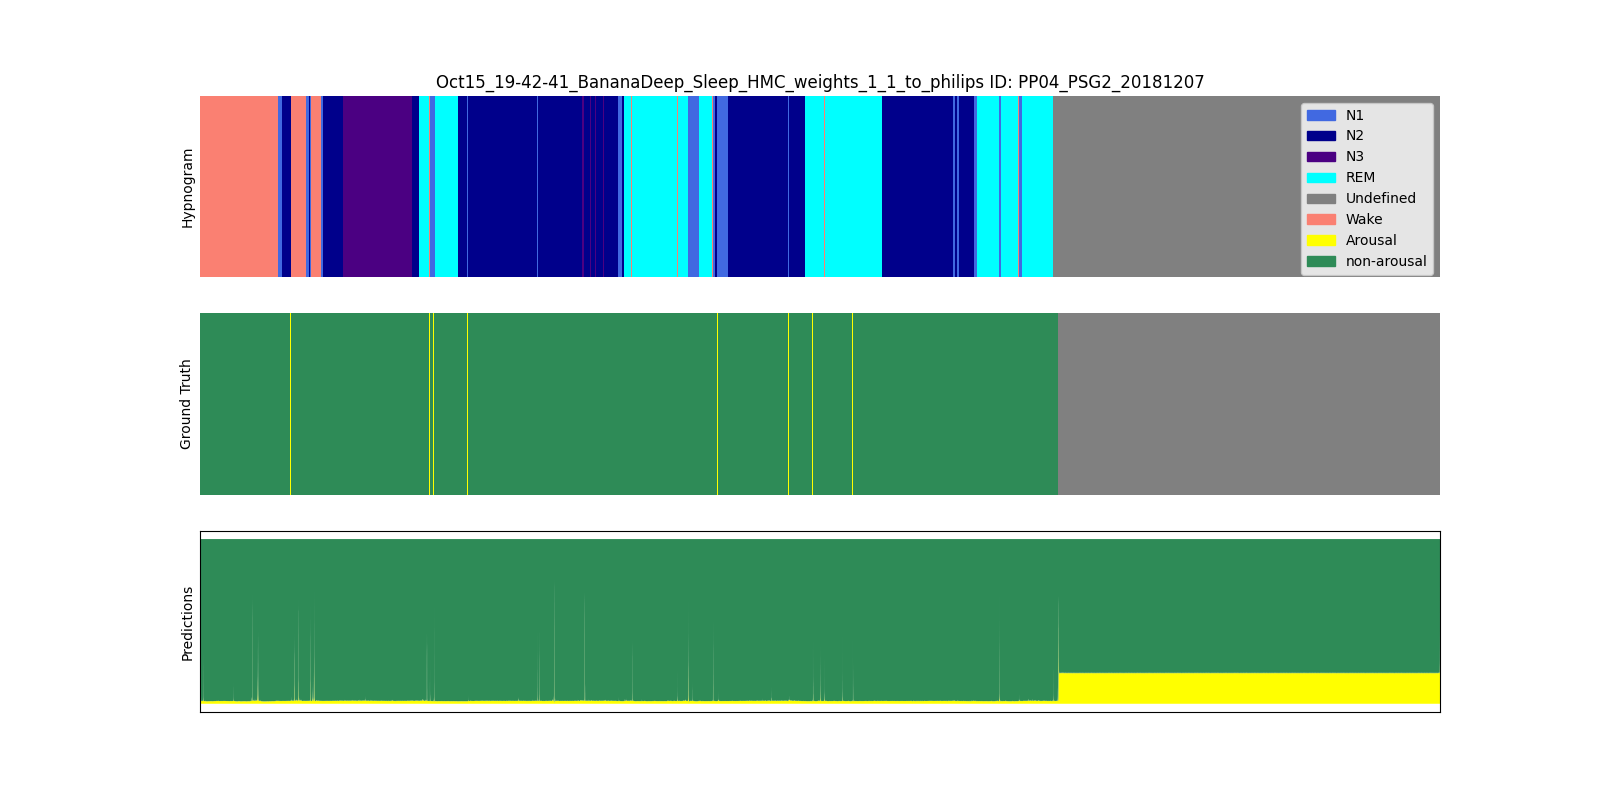 Oct15_19-42-41_BananaDeep_Sleep_HMC_weights_1_1_to_philips ID: PP04_PSG2_20181207
Hypnogram
N1
N2
N3
REM
Undefined
Wake
Arousal
non-arousal
Ground Truth
Predictions